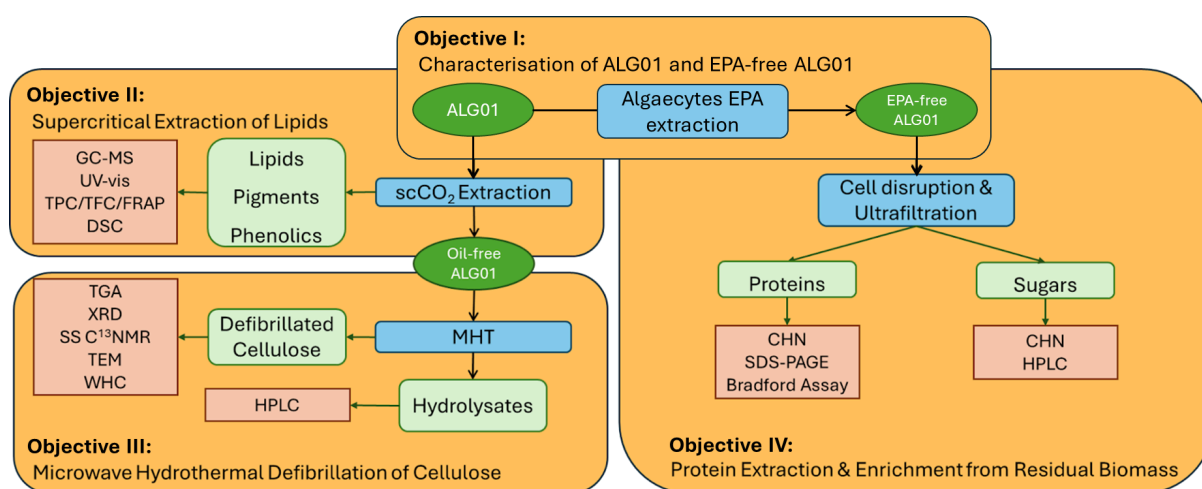 Objective I:
Characterisation of ALG01 and EPA-free ALG01
ALG01
Algaecytes EPA
extraction
EPA-free
ALG01
Objective II:
Supercritical Extraction of Lipids
GC-MS
UV-vis
TPC/TFC/FRAP
DSC
Lipids
Pigments
Phenolics
scCO₂ Extraction
Oil-free
ALG01
TGA
XRD
SS C¹³NMR
TEM
WHC
Defibrillated
Cellulose
MHT
HPLC
Hydrolysates
Objective III:
Microwave Hydrothermal Defibrillation of Cellulose
Cell disruption &
Ultrafiltration
Proteins
Sugars
CHN
SDS-PAGE
Bradford Assay
CHN
HPLC
Objective IV:
Protein Extraction & Enrichment from Residual Biomass